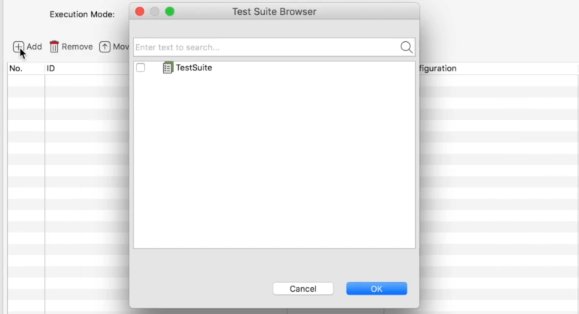 Test Suite Browser
Execution Mode:
Add Remove Mov
Enter text to search...
No. ID figuration
TestSuite
Cancel OK